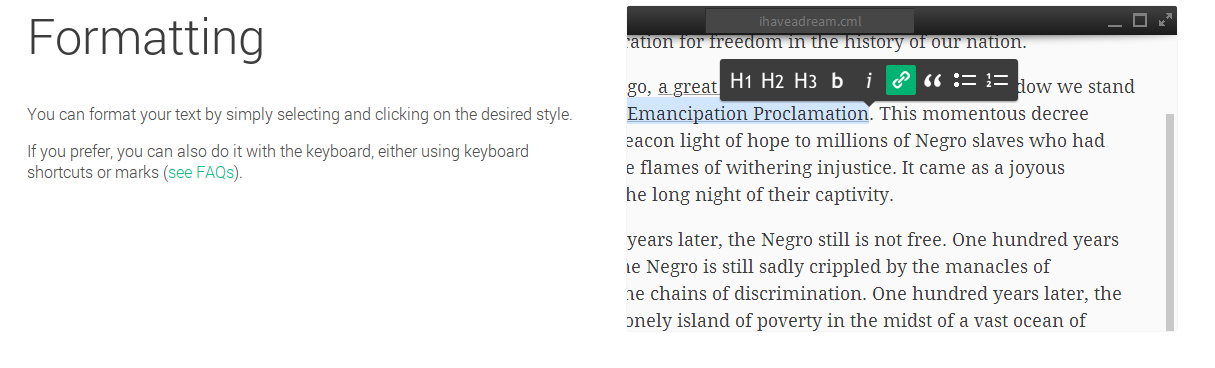 Formatting
You can format your text by simply selecting and clicking on the desired style.
If you prefer, you can also do it with the keyboard, either using keyboard
shortcuts or marks (see FAQs).
ihaveadream.cml
ration for freedom in the history of our nation.
H1 H2 H3 b i
go, a great dow we stand
Emancipation Proclamation. This momentous decree
eacon light of hope to millions of Negro slaves who had
e flames of withering injustice. It came as a joyous
he long night of their captivity.
years later, the Negro still is not free. One hundred years
e Negro is still sadly crippled by the manacles of
he chains of discrimination. One hundred years later, the
onely island of poverty in the midst of a vast ocean of